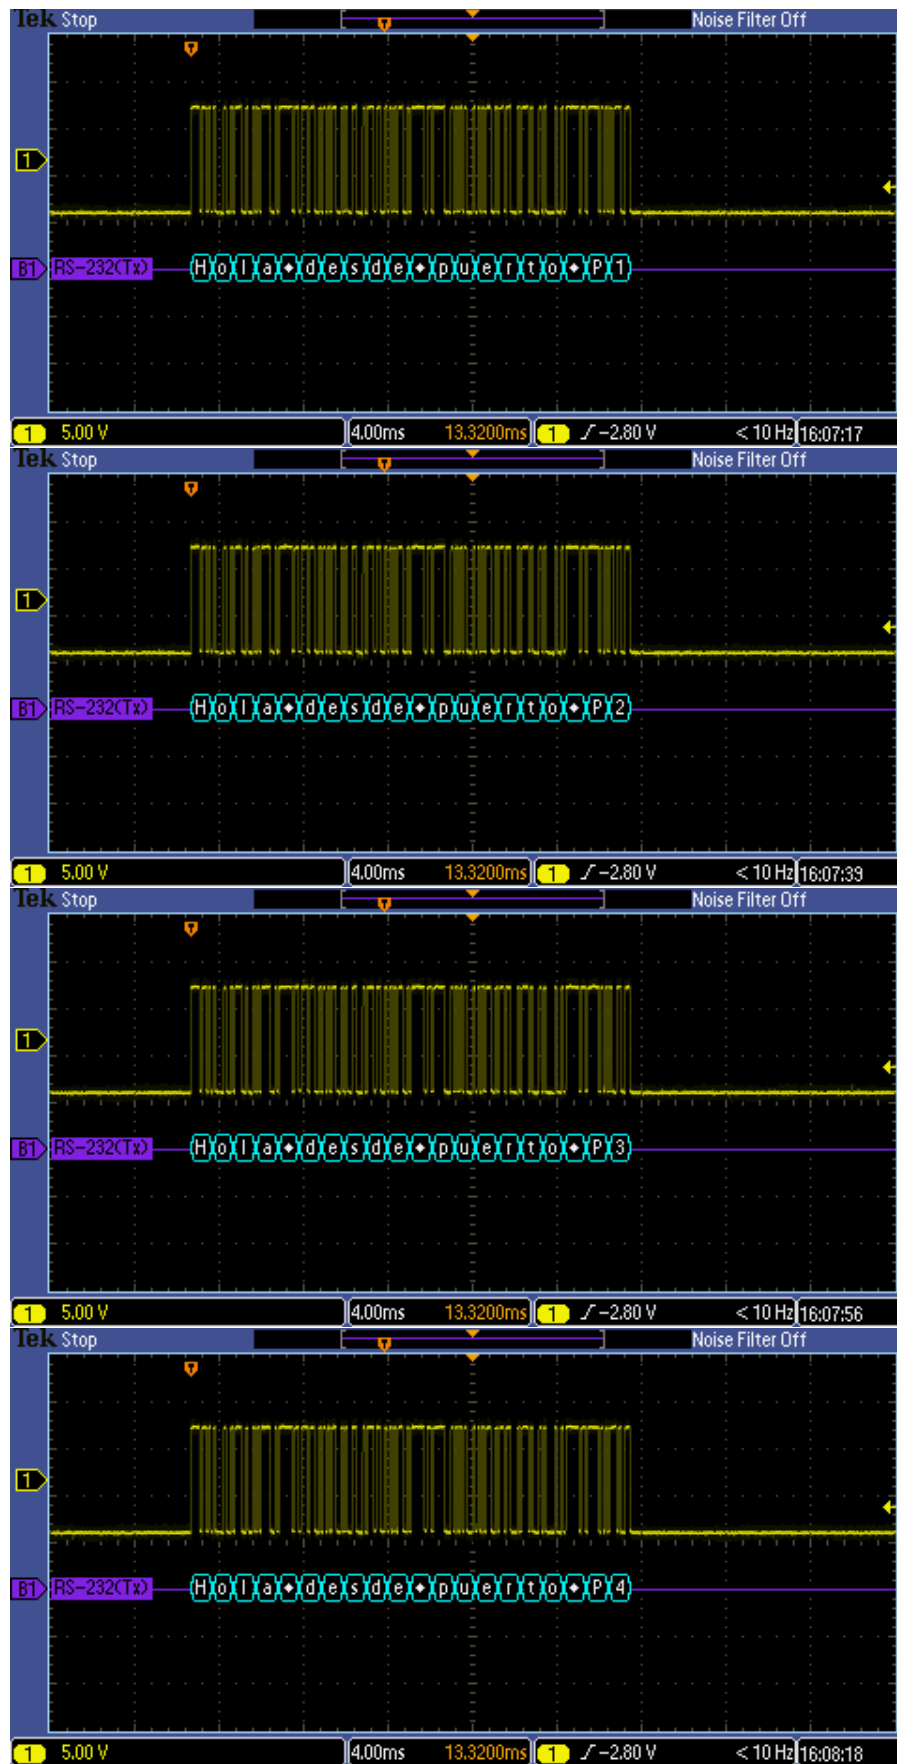 Tek Stop Noise Filter Off
T
1
B1 RS-232(Tx) H o l a ◆ d e s d e ◆ p u e r t o ◆ P 1
1 5.00 V 4.00ms 13.3200ms 1 ∫ -2.80 V < 10 Hz 16:07:17
Tek Stop Noise Filter Off
T
1
B1 RS-232(Tx) H o l a ◆ d e s d e ◆ p u e r t o ◆ P 2
1 5.00 V 4.00ms 13.3200ms 1 ∫ -2.80 V < 10 Hz 16:07:39
Tek Stop Noise Filter Off
T
1
B1 RS-232(Tx) H o l a ◆ d e s d e ◆ p u e r t o ◆ P 3
1 5.00 V 4.00ms 13.3200ms 1 ∫ -2.80 V < 10 Hz 16:07:56
Tek Stop Noise Filter Off
T
1
B1 RS-232(Tx) H o l a ◆ d e s d e ◆ p u e r t o ◆ P 4
1 5.00 V 4.00ms 13.3200ms 1 ∫ -2.80 V < 10 Hz 16:08:18